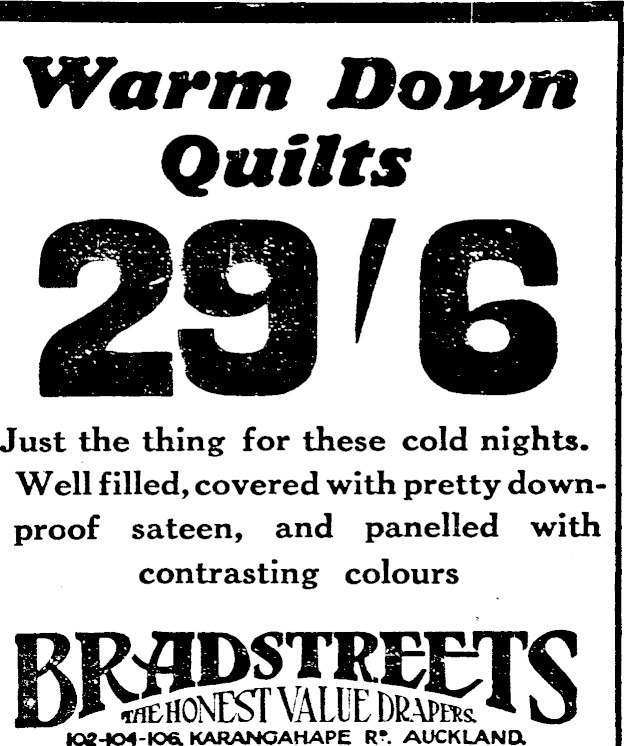 Warm Down
Quilts
29/6
Just the thing for these cold nights.
Well filled, covered with pretty down-
proof sateen, and panelled with
contrasting colours
BRADSTREETS
THE HONEST VALUE DRAPERS.
102-104-106, KARANGAHAPE RD. AUCKLAND.